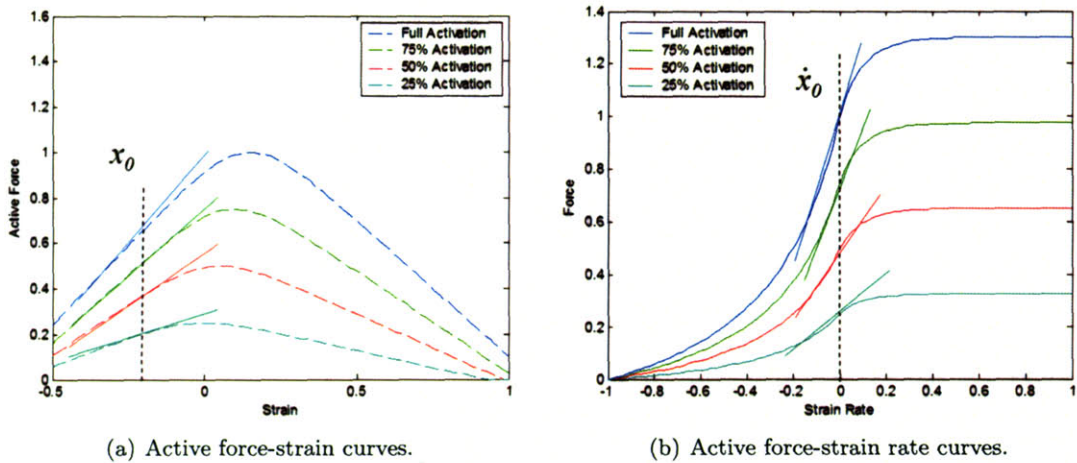 1.6
1.4
1.2
1
0.8
0.6
0.4
0.2
0
Active Force
x₀
Full Activation
75% Activation
50% Activation
25% Activation
-0.5
0
0.5
1
Strain
(a) Active force-strain curves.
1.4
1.2
1.0
0.8
0.6
0.4
0.2
0
Force
Full Activation
75% Activation
50% Activation
25% Activation
ẋ₀
-1
-0.8
-0.6
-0.4
-0.2
0
0.2
0.4
0.6
0.8
1
Strain Rate
(b) Active force-strain rate curves.